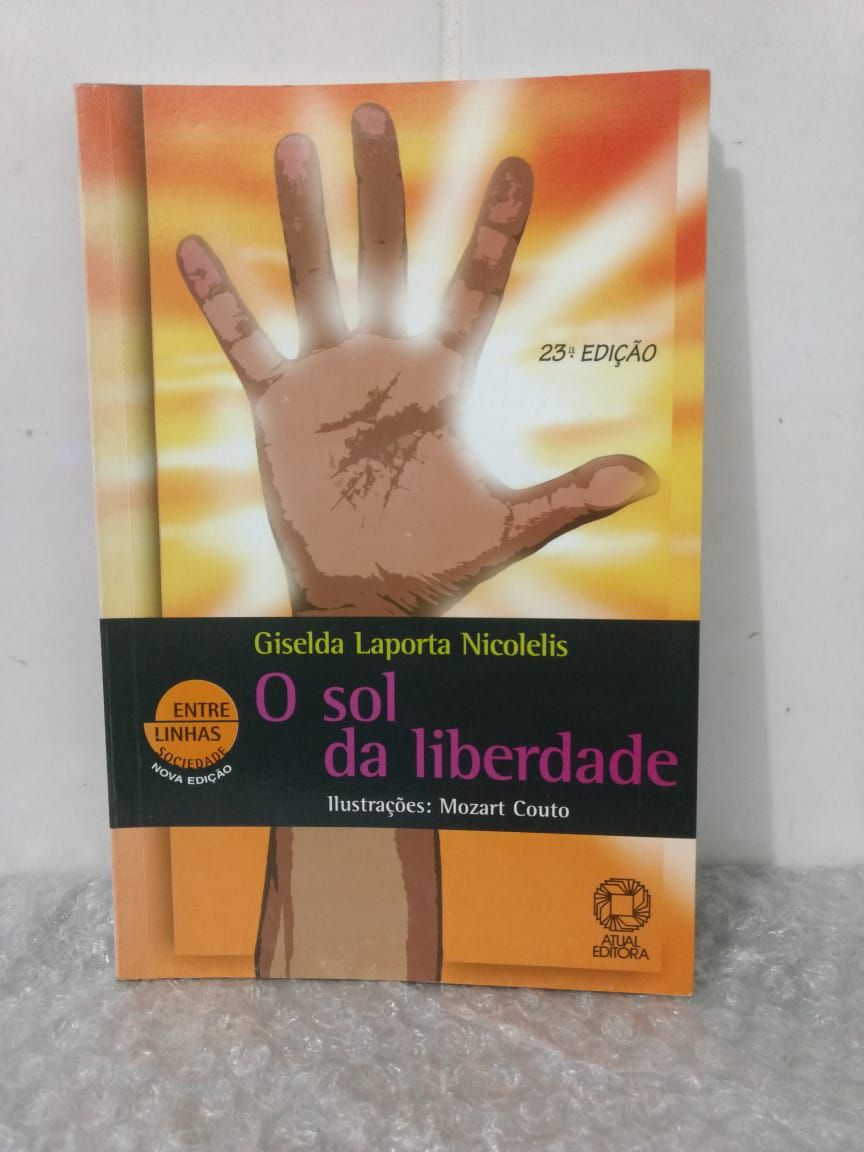 23ª EDIÇÃO
Giselda Laporta Nicolelis
O sol
da liberdade
ENTRE
LINHAS
SOCIEDADE
NOVA EDIÇÃO
Ilustrações: Mozart Couto
ATUAL
EDITORA